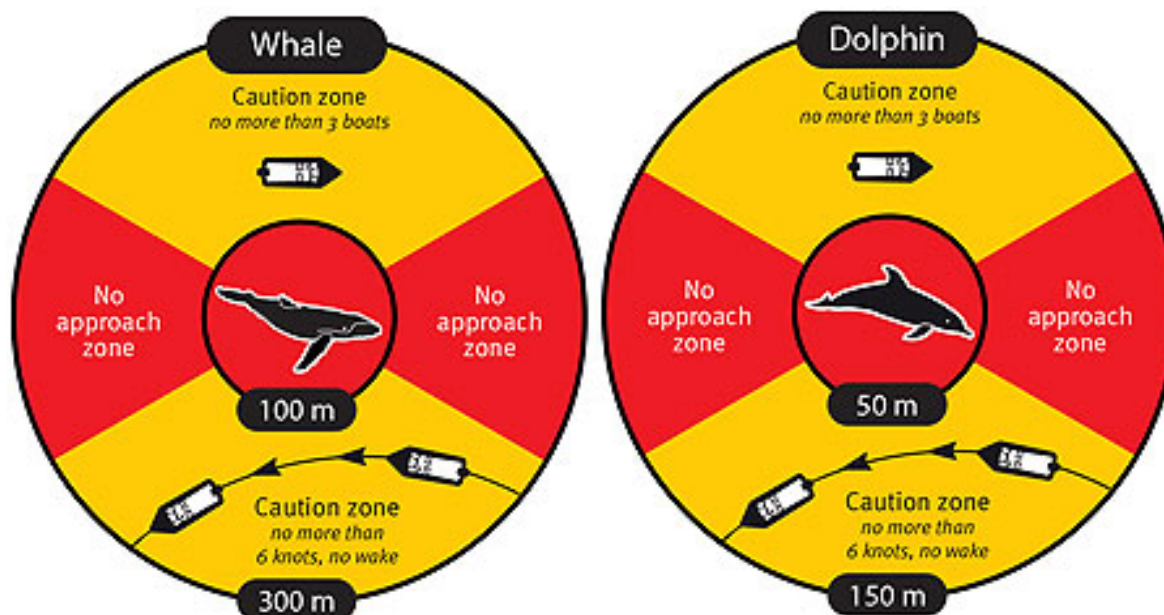 Whale
Caution zone
no more than 3 boats
No
approach
zone
No
approach
zone
100 m
Caution zone
no more than
6 knots, no wake
300 m
Dolphin
Caution zone
no more than 3 boats
No
approach
zone
No
approach
zone
50 m
Caution zone
no more than
6 knots, no wake
150 m